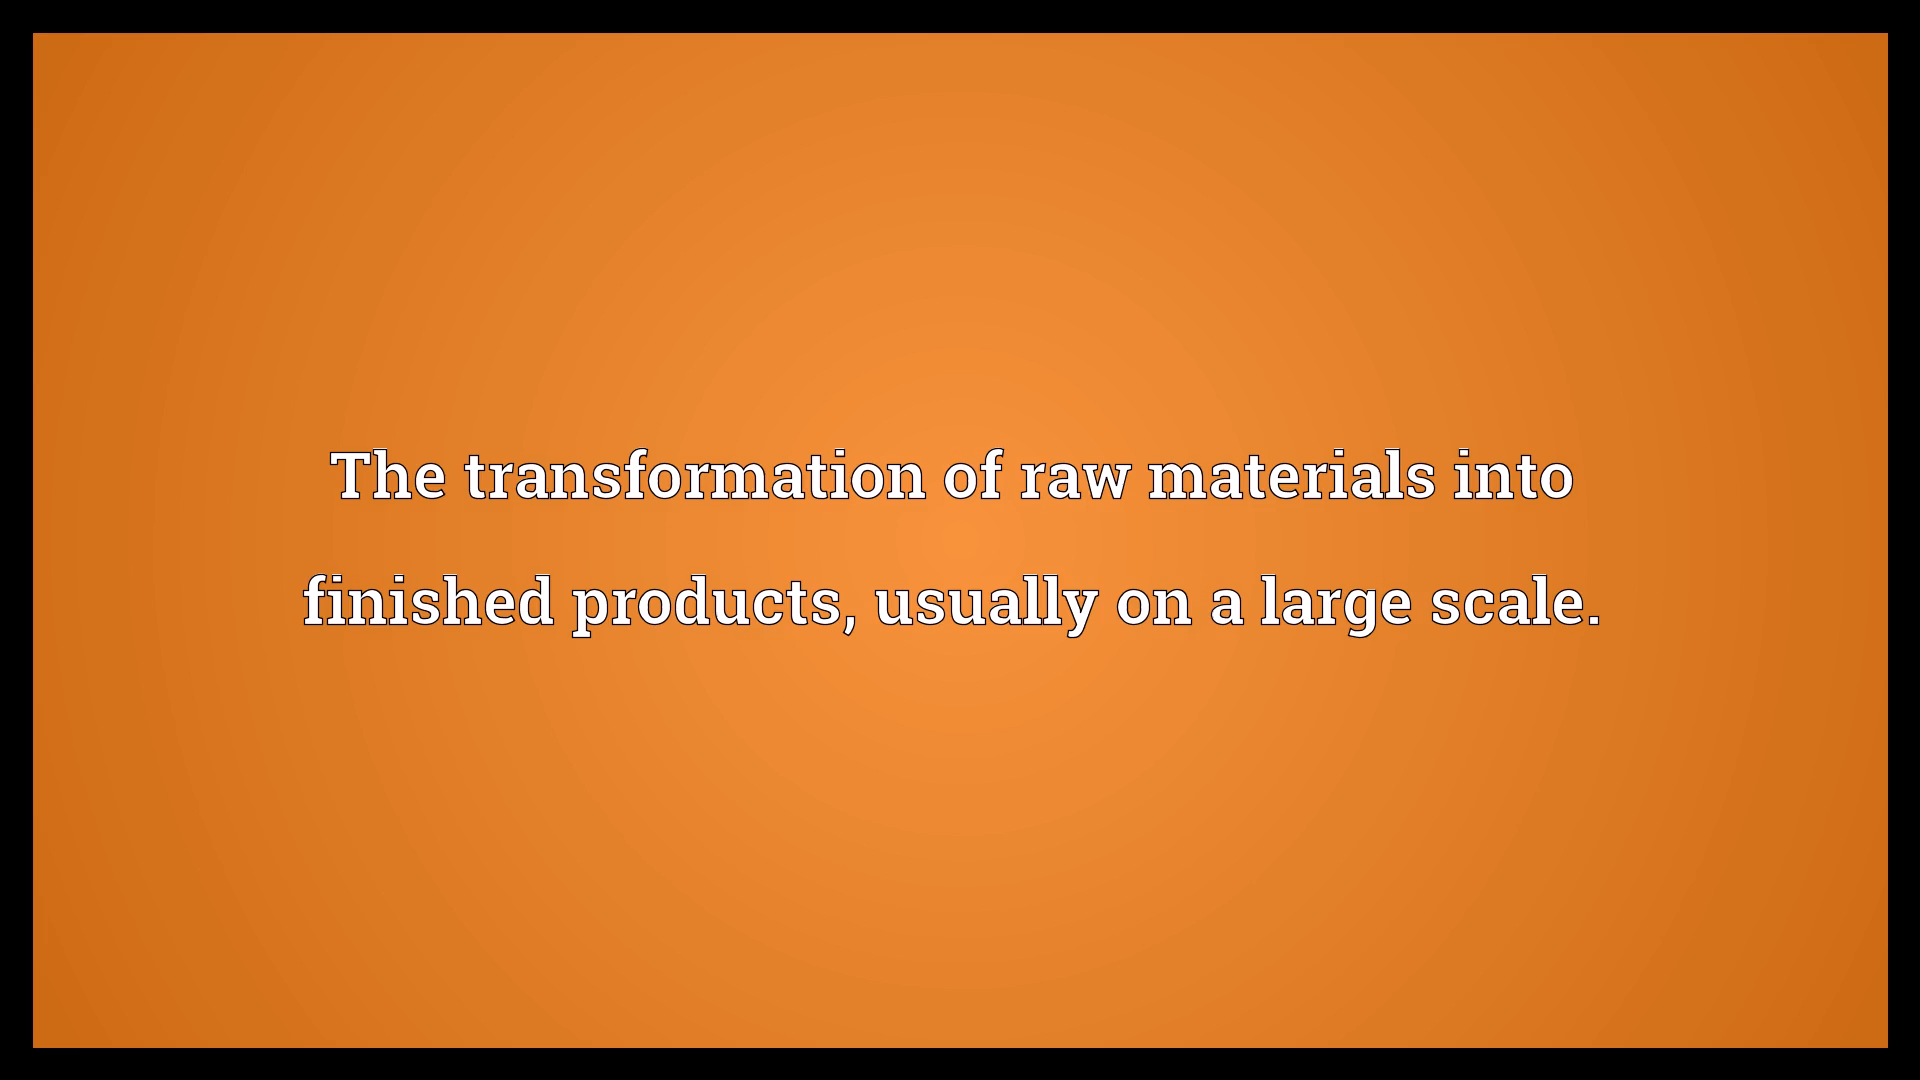 The transformation of raw materials into
finished products, usually on a large scale.